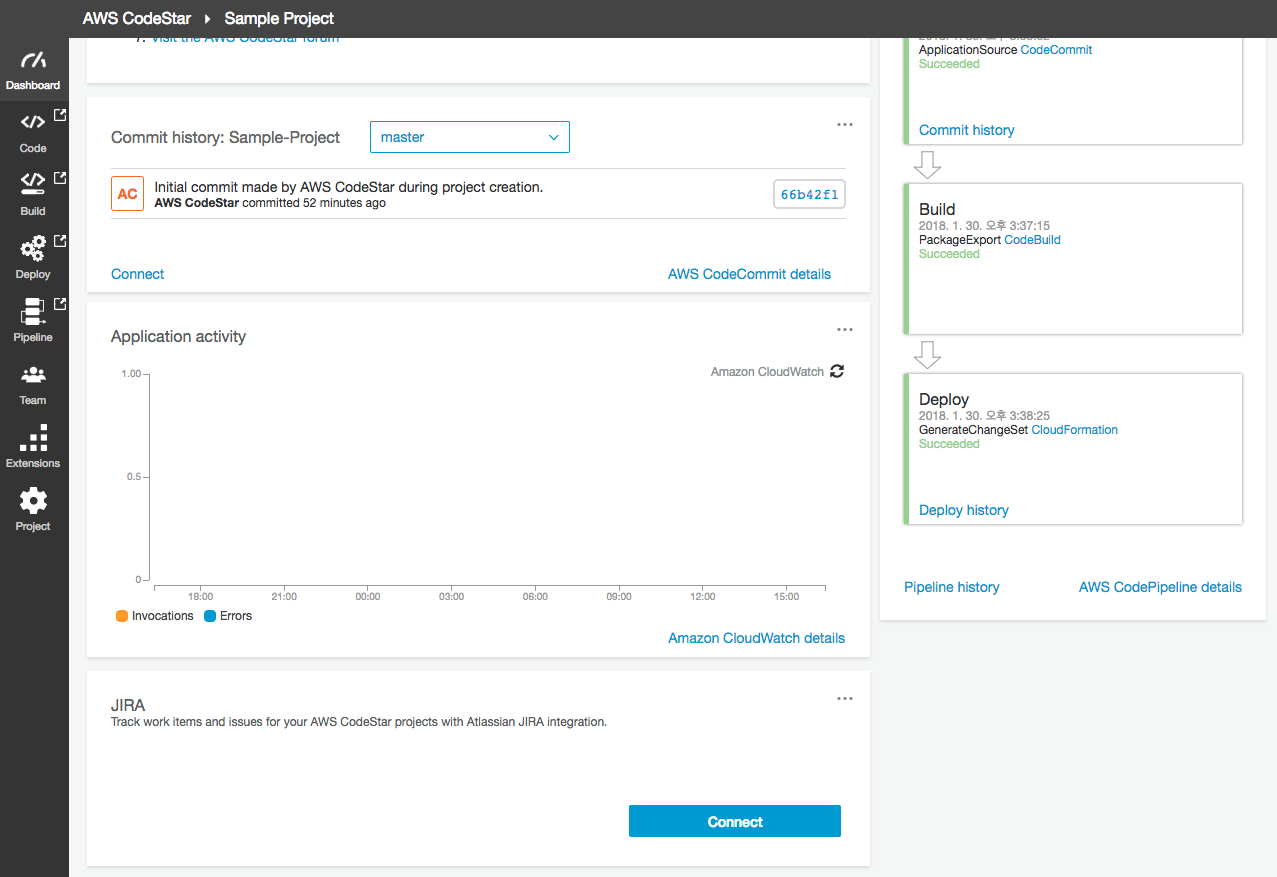 AWS CodeStar Sample Project
Dashboard
Code
Build
Deploy
Pipeline
Team
Extensions
Project
7. Visit the AWS CodeStar forum
Commit history: Sample-Project
master
AC
Initial commit made by AWS CodeStar during project creation.
AWS CodeStar committed 52 minutes ago
66b42f1
Connect
AWS CodeCommit details
Application activity
Amazon CloudWatch
1.00
0.5
0
18:00 21:00 00:00 03:00 06:00 09:00 12:00 15:00
Invocations Errors
Amazon CloudWatch details
JIRA
Track work items and issues for your AWS CodeStar projects with Atlassian JIRA integration.
Connect
ApplicationSource CodeCommit
Succeeded
Commit history
Build
2018. 1. 30. 오후 3:37:15
PackageExport CodeBuild
Succeeded
Deploy
2018. 1. 30. 오후 3:38:25
GenerateChangeSet CloudFormation
Succeeded
Deploy history
Pipeline history
AWS CodePipeline details